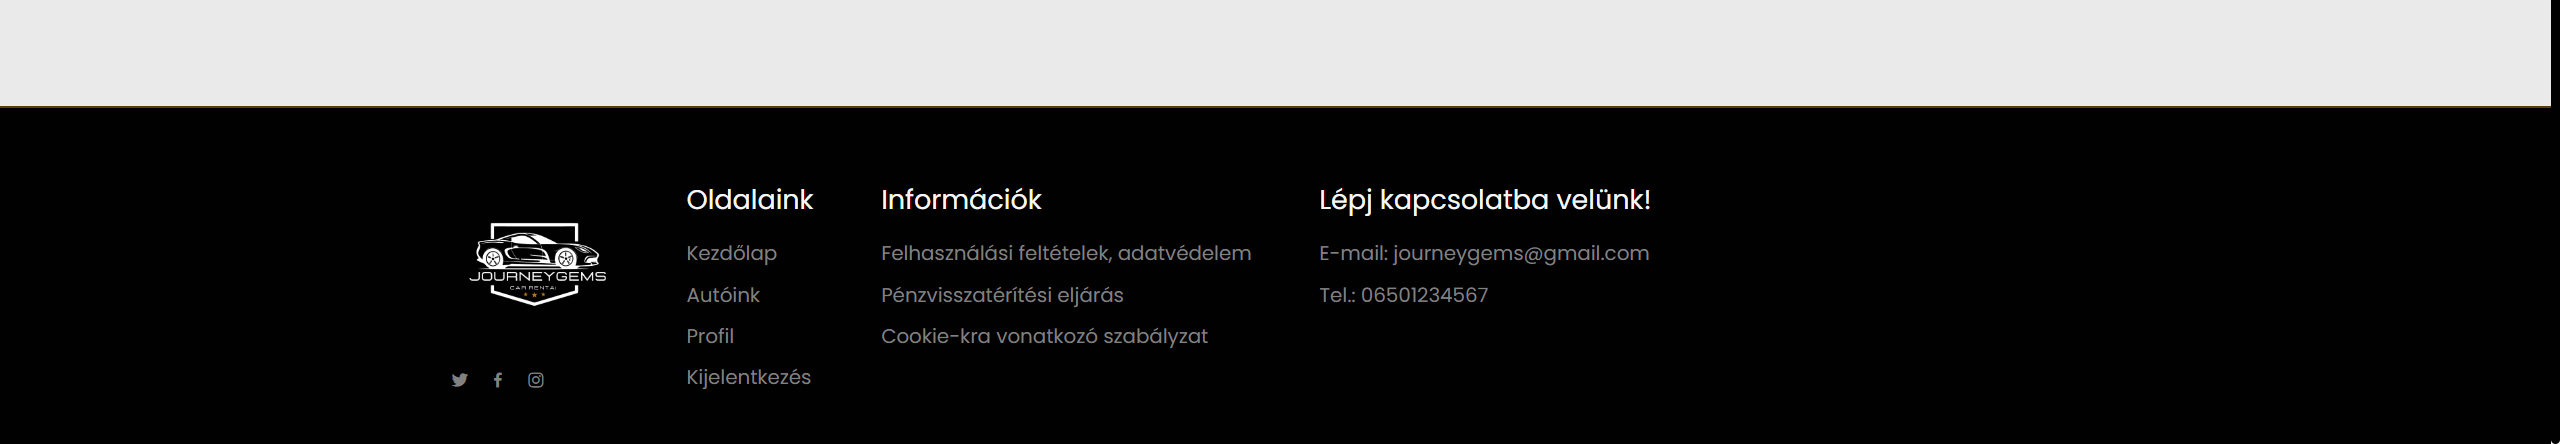 JOURNEYGEMS
CAR RENTAL
Oldalaink
Kezdőlap
Autóink
Profil
Kijelentkezés
Információk
Felhasználási feltételek, adatvédelem
Pénzvisszatérítési eljárás
Cookie-kra vonatkozó szabályzat
Lépj kapcsolatba velünk!
E-mail: journeygems@gmail.com
Tel.: 06501234567